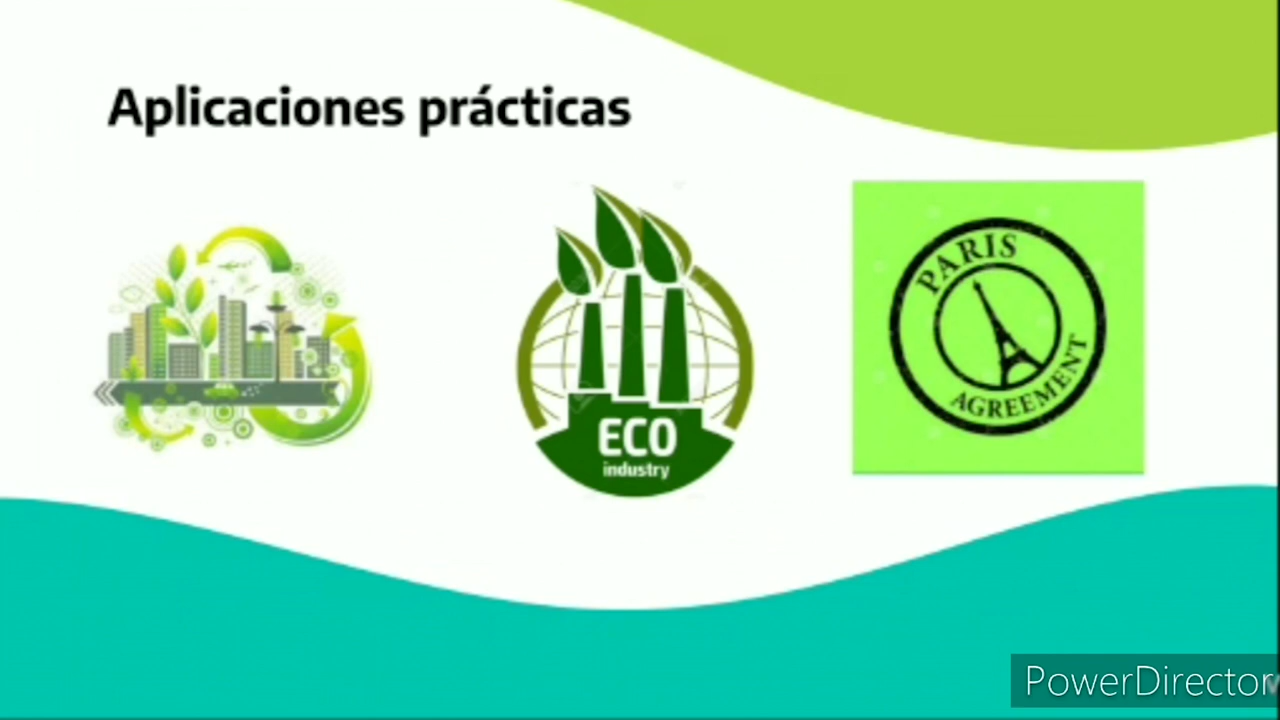 Aplicaciones prácticas
PARIS
AGREEMENT
ECO
industry
PowerDirector